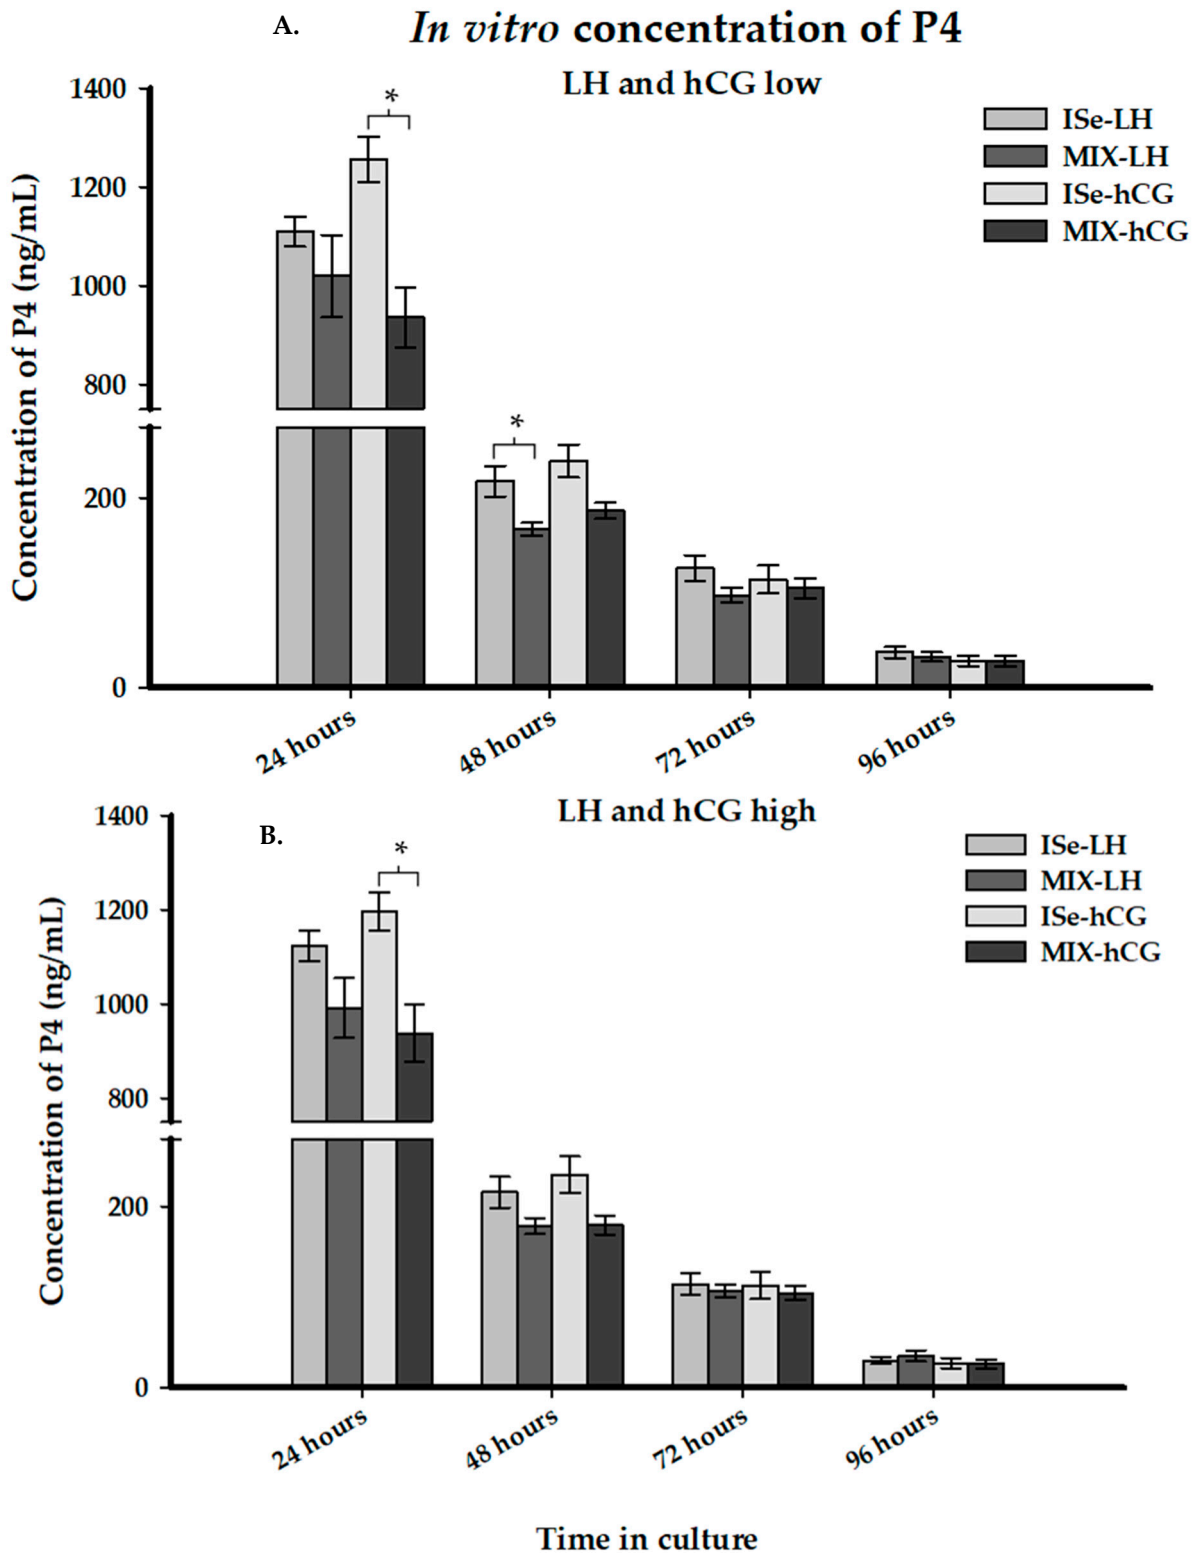 A.
In vitro concentration of P4
LH and hCG low
1400
1200
1000
800
200
0
Concentration of P4 (ng/mL)
*
*
ISe-LH
MIX-LH
ISe-hCG
MIX-hCG
24 hours
48 hours
72 hours
96 hours
B.
LH and hCG high
1400
1200
1000
800
200
0
Concentration of P4 (ng/mL)
*
ISe-LH
MIX-LH
ISe-hCG
MIX-hCG
24 hours
48 hours
72 hours
96 hours
Time in culture